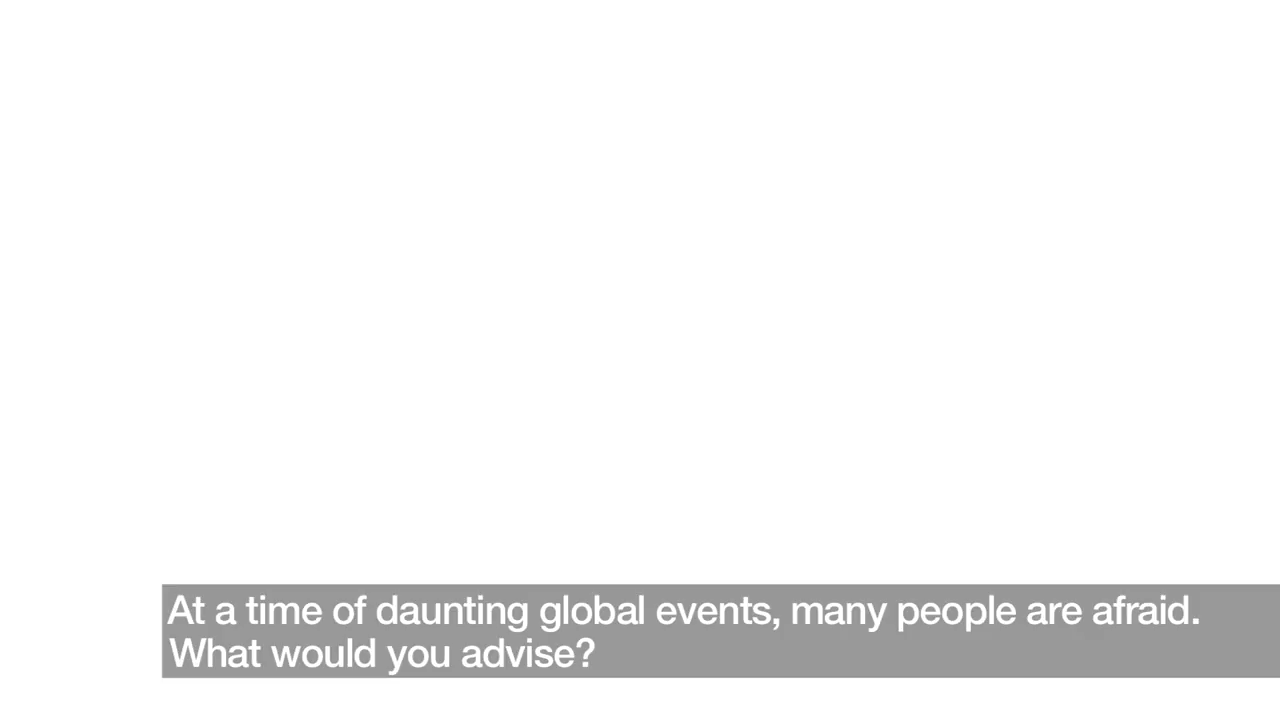 At a time of daunting global events, many people are afraid.
What would you advise?